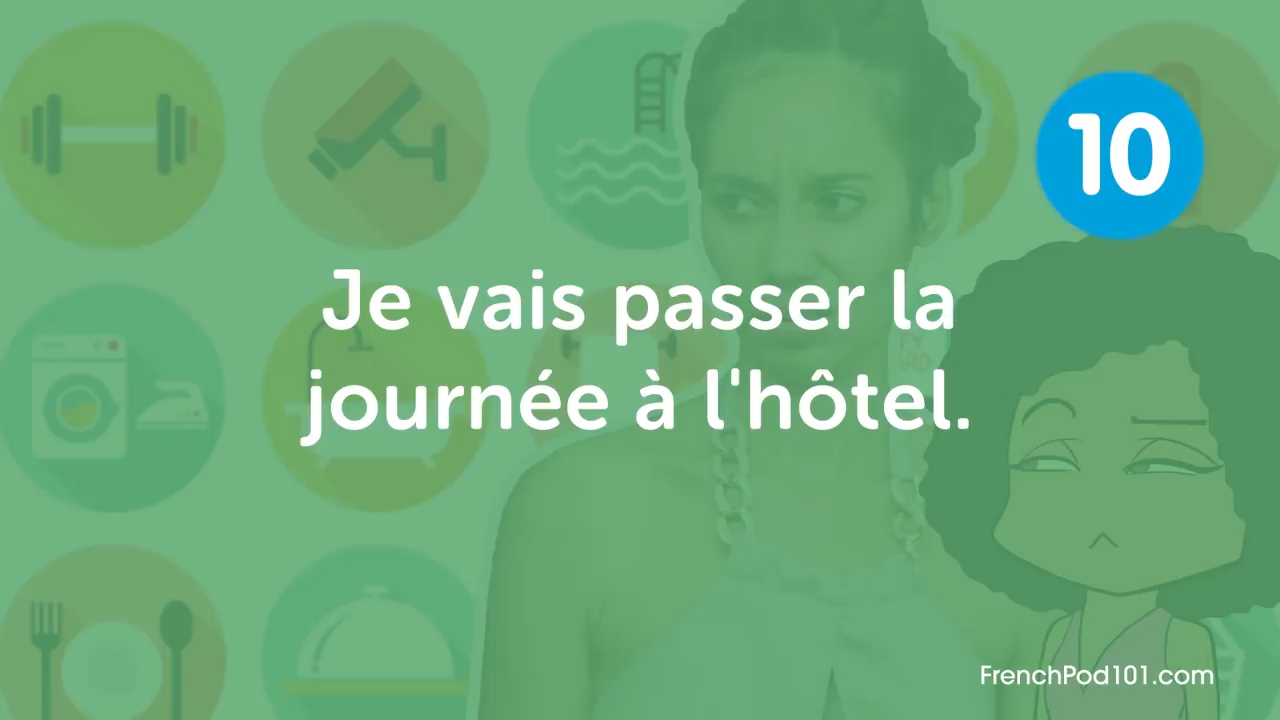 10
Je vais passer la
journée à l'hôtel.
FrenchPod101.com